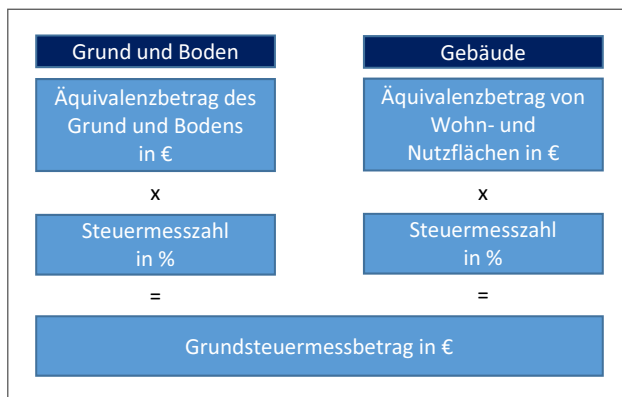 Grund und Boden
Äquivalenzbetrag des
Grund und Bodens
in €
x
Steuermesszahl
in %
=
Gebäude
Äquivalenzbetrag von
Wohn- und
Nutzflächen in €
x
Steuermesszahl
in %
=
Grundsteuermessbetrag in €